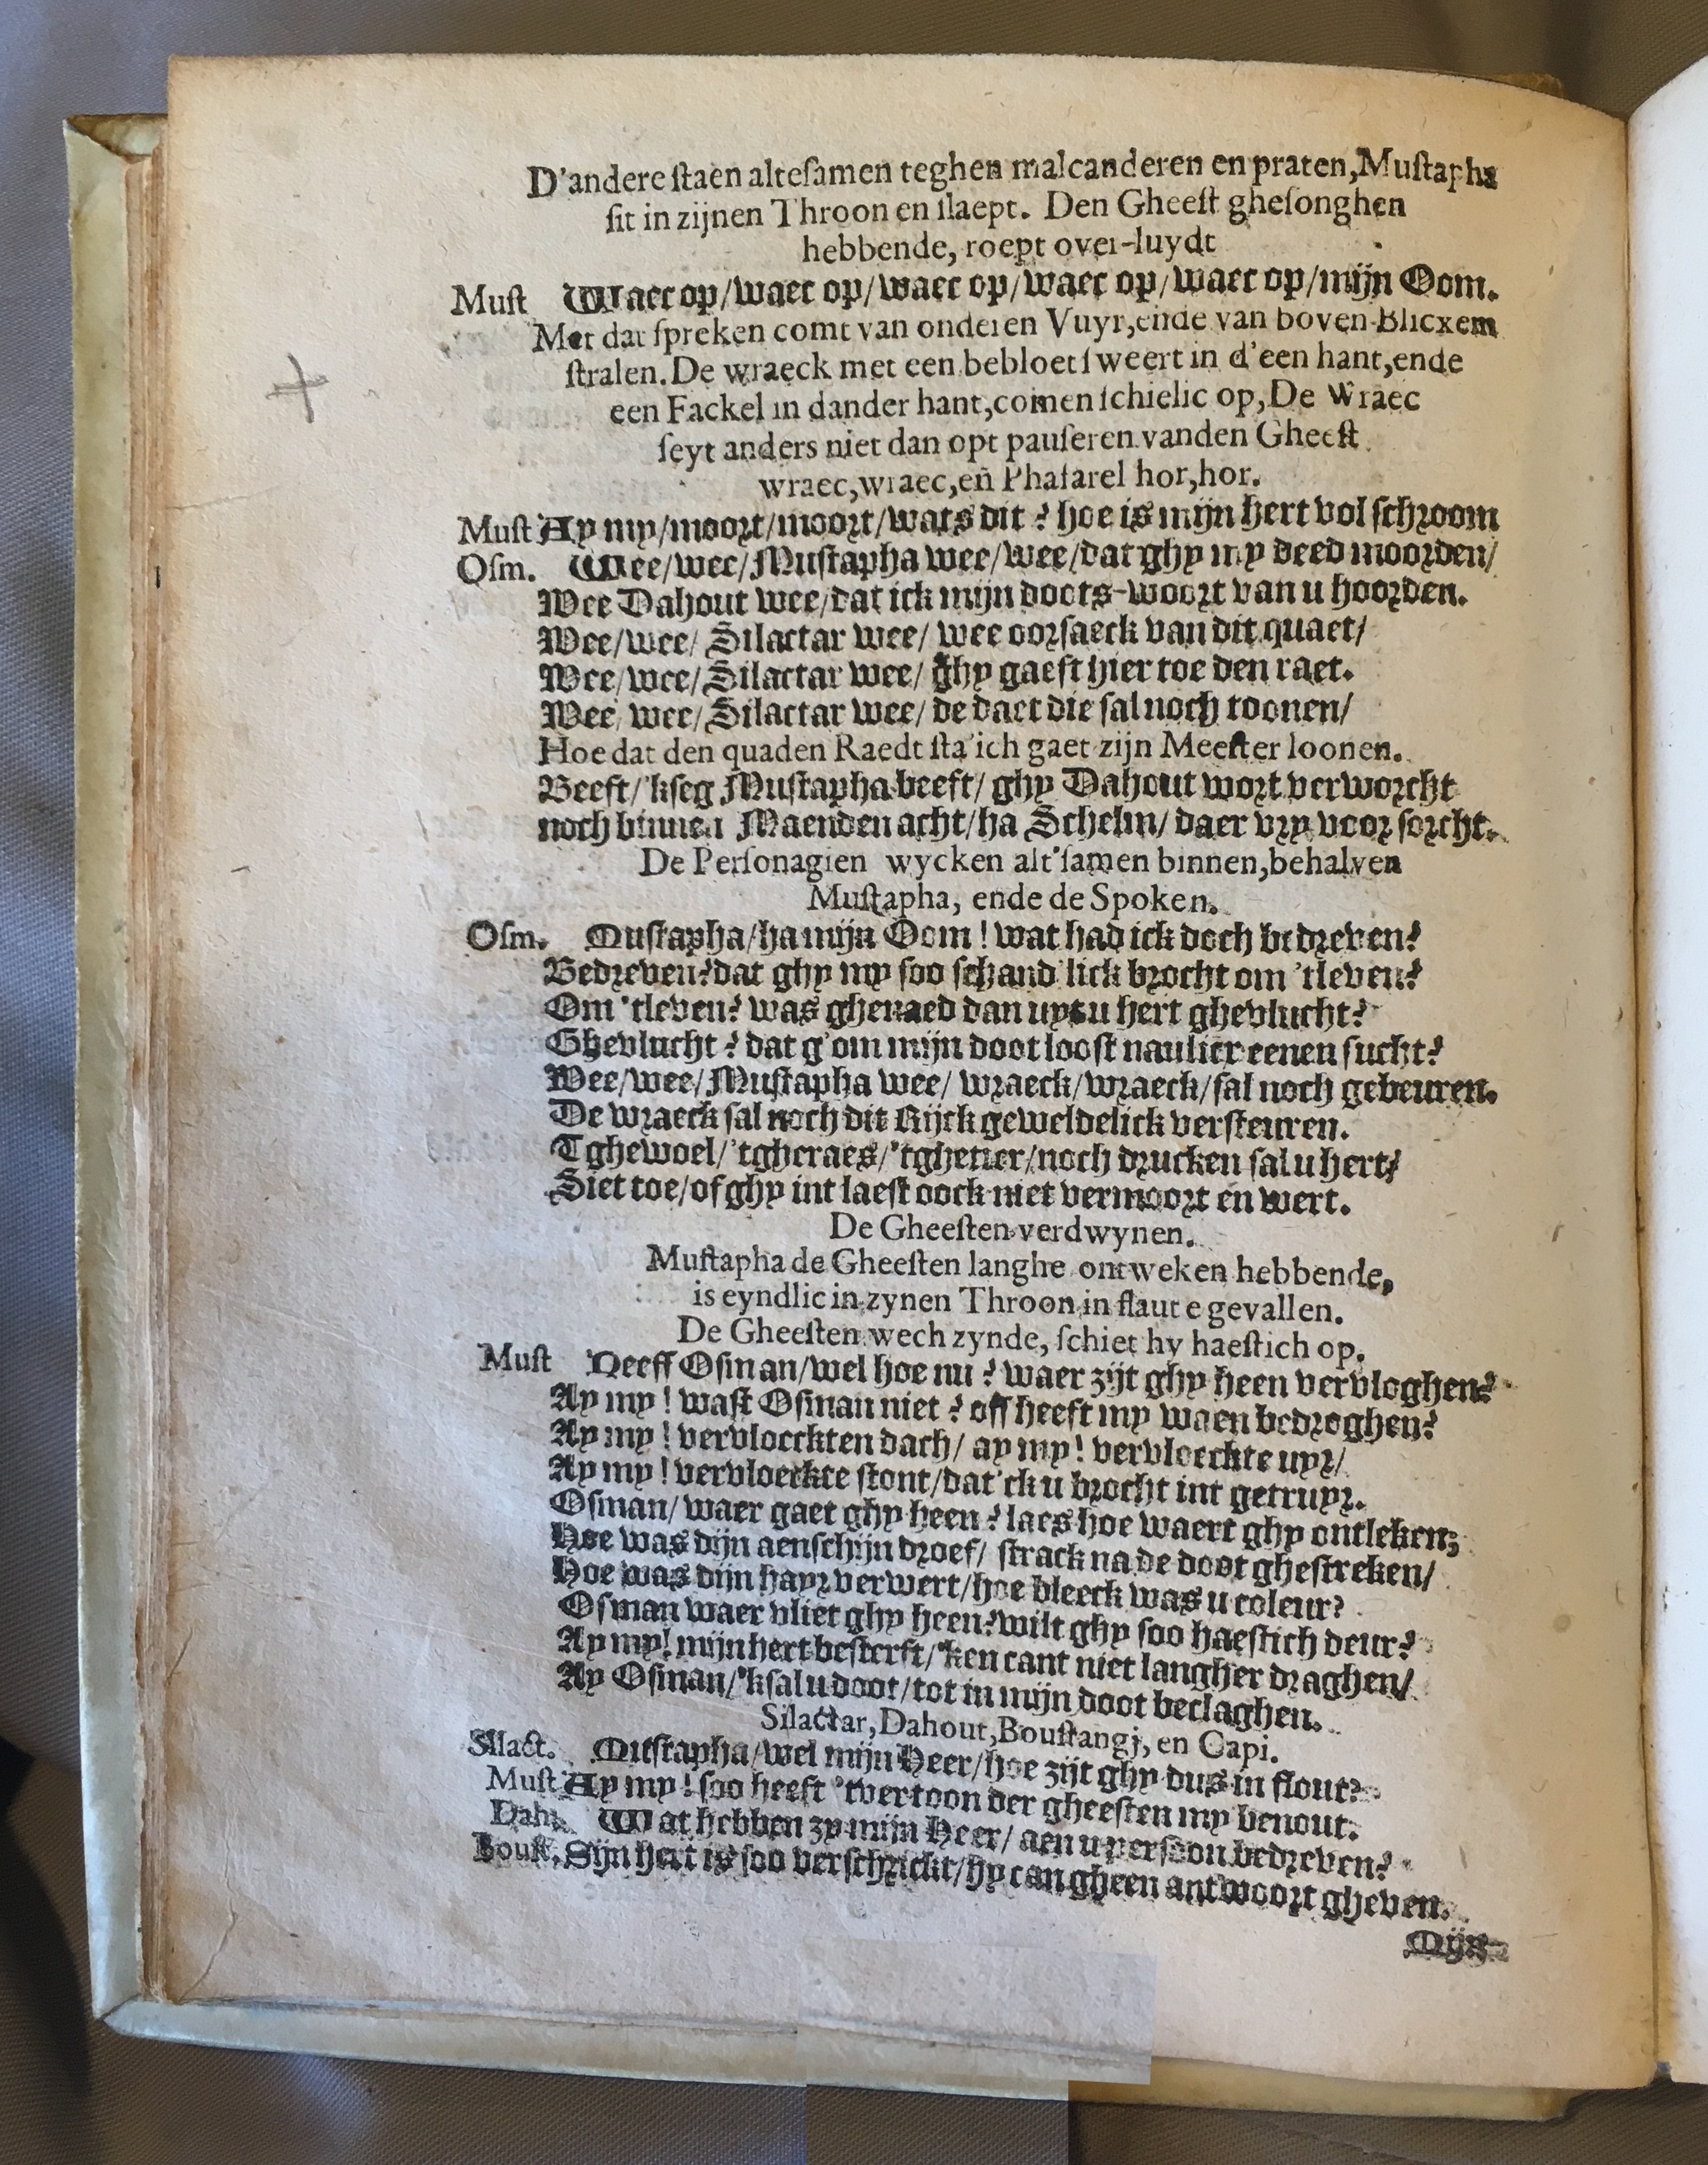 D'andere staen altesamen teghen malcanderen en praten, Mustapha
sit in zijnen Throon en slaept. Den Gheest ghesonghen
hebbende, roept over-luydt
Must Waec op/waec op/waec op/waec op/waec op/mijn Oom.
Met dat spreken comt van onderen Vuyr, ende van boven Blicxem
stralen. De wraeck met een bebloet sweert in d'een hant, ende
een Fackel in dander hant, comen schielic op, De Wraec
seyt anders niet dan opt pauseren vanden Gheest
wraec, wraec, eñ Phasarel hor, hor.
Must Ay my/moort/moort/wats dit? hoe is mijn hert vol schroom
Osm. Wee/wee/Mustapha wee/wee/dat ghy my deed moorden/
Wee Dahout wee/dat ick mijn doots-woort van u hoorden.
Wee/wee/ Silactar wee/ wee oorsaeck van dit quaet/
Wee/wee/Silactar wee/ ghy gaeft hier toe den raet.
Wee/ wee/Silactar wee/ de daet die sal noch toonen/
Hoe dat den quaden Raedt sta'ich gaet zijn Meester loonen.
Beeft/'kseg Mustapha beeft/ ghy Dahout wort verworcht
noch binnen Maenden acht/ha Schelm/ daer vry voor sorcht.
De Personagien wycken alt'samen binnen, behalven
Mustapha, ende de Spoken.
Osm. Mustapha/ha mijn Oom! wat had ick doch bedreven?
Bedreven? dat ghy my soo schand'lick brocht om 'tleven?
Om 'tleven? was ghenaed dan uyt u hert ghevlucht?
Ghevlucht? dat g'om mijn doot loost naulicx eenen sucht?
Wee/wee/Mustapha wee/ wraeck/wraeck/sal noch gebeuren.
De wraeck sal noch dit Rijck geweldelick versteuren.
Tghewoel/'tgheraes/'tghetier/noch drucken sal u hert/
Siet toe/of ghy int laest oock niet vermoort en wert.
De Gheesten verdwynen.
Mustapha de Gheesten langhe ontweken hebbende,
is eyndlic in zynen Throon in flaute gevallen.
De Gheesten wech zynde, schiet hy haestich op.
Must Neeff Osman/wel hoe nu? waer zijt ghy heen vervloghen?
Ay my! wast Osman niet? off heeft my waen bedroghen?
Ay my! vervloeckten dach/ ay my! vervloeckte uyr/
Ay my! vervloeckte stont/dat'ck u brocht int getruyr.
Osman/ waer gaet ghy heen? laes hoe waert ghy ontleken;
Hoe was dijn aenschijn droef/ strack na de doot ghestreken/
Hoe was dijn hayr verwert/hoe bleeck was u coleur?
Osman waer vliet ghy heen? wilt ghy soo haestich deur?
Ay my! mijn hert besterft/'ken cant niet langher draghen/
Ay Osman/'ksal u doot/tot in mijn doot beclaghen.
Silactar, Dahout, Boustangj, en Capi.
Silact. Mustapha/wel mijn Heer/hoe zijt ghy dus in flout?
Must Ay my! soo heeft 'tvertoon der gheesten my benout.
Dah. Wat hebben zy mijn Heer/ aen u persoon bedreven?
Boust. Sijn hert is soo verschrickt/hy can gheen antwoort gheven.
Mijn